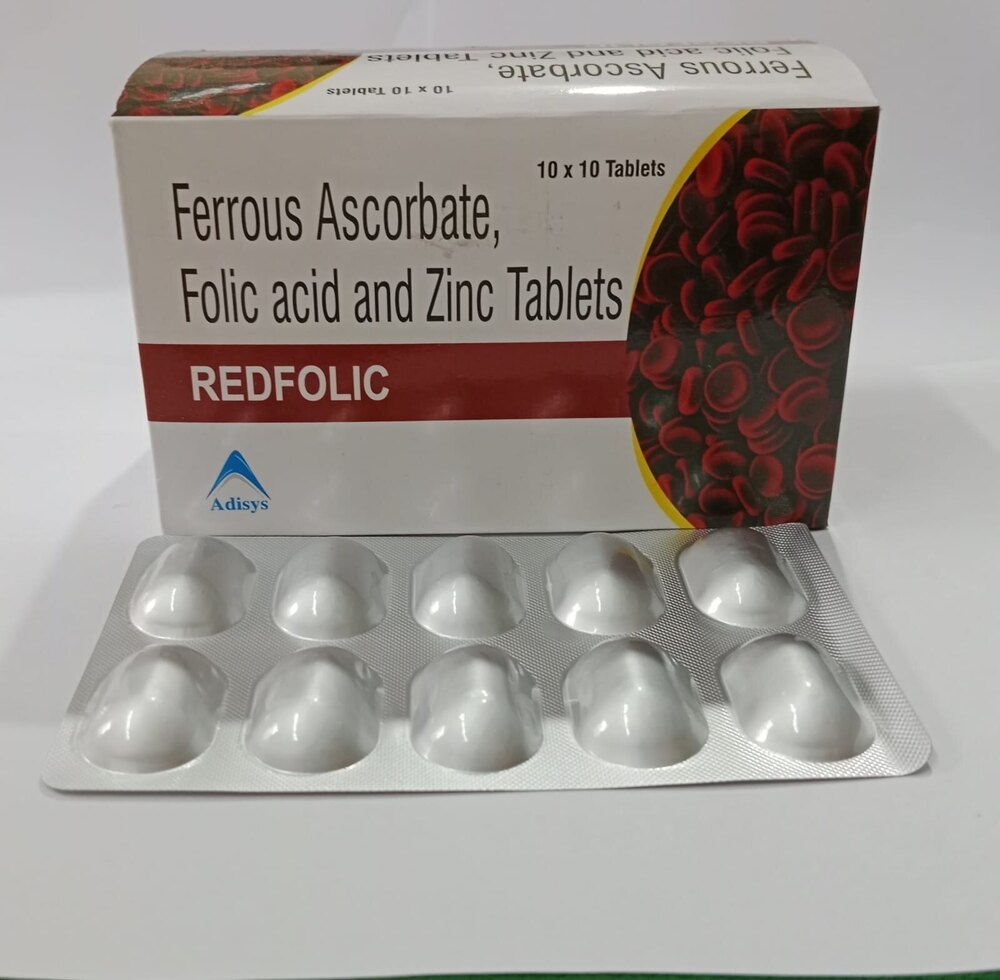 Ferrous Ascorbate,
Folic acid and Zinc Tablets
10 x 10 Tablets
10 x 10 Tablets
Ferrous Ascorbate,
Folic acid and Zinc Tablets
REDFOLIC
Adisys